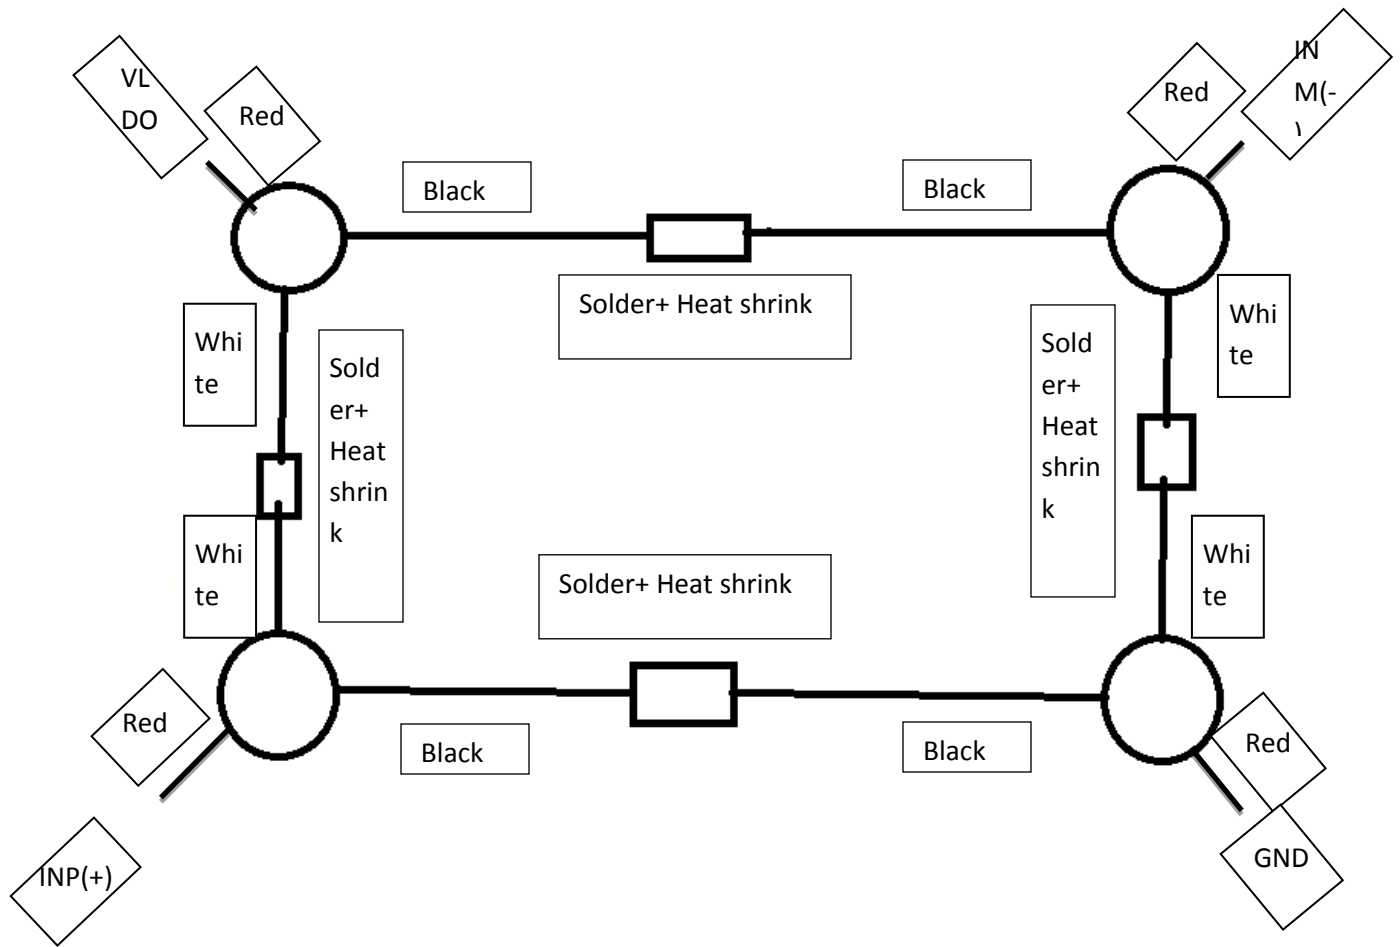 VL
DO
Red
Red
IN
M(-
)
Black
Black
Solder+ Heat shrink
Whi
te
Sold
er+
Heat
shrin
k
Sold
er+
Heat
shrin
k
Whi
te
Whi
te
Solder+ Heat shrink
Whi
te
Red
Black
Black
Red
INP(+)
GND